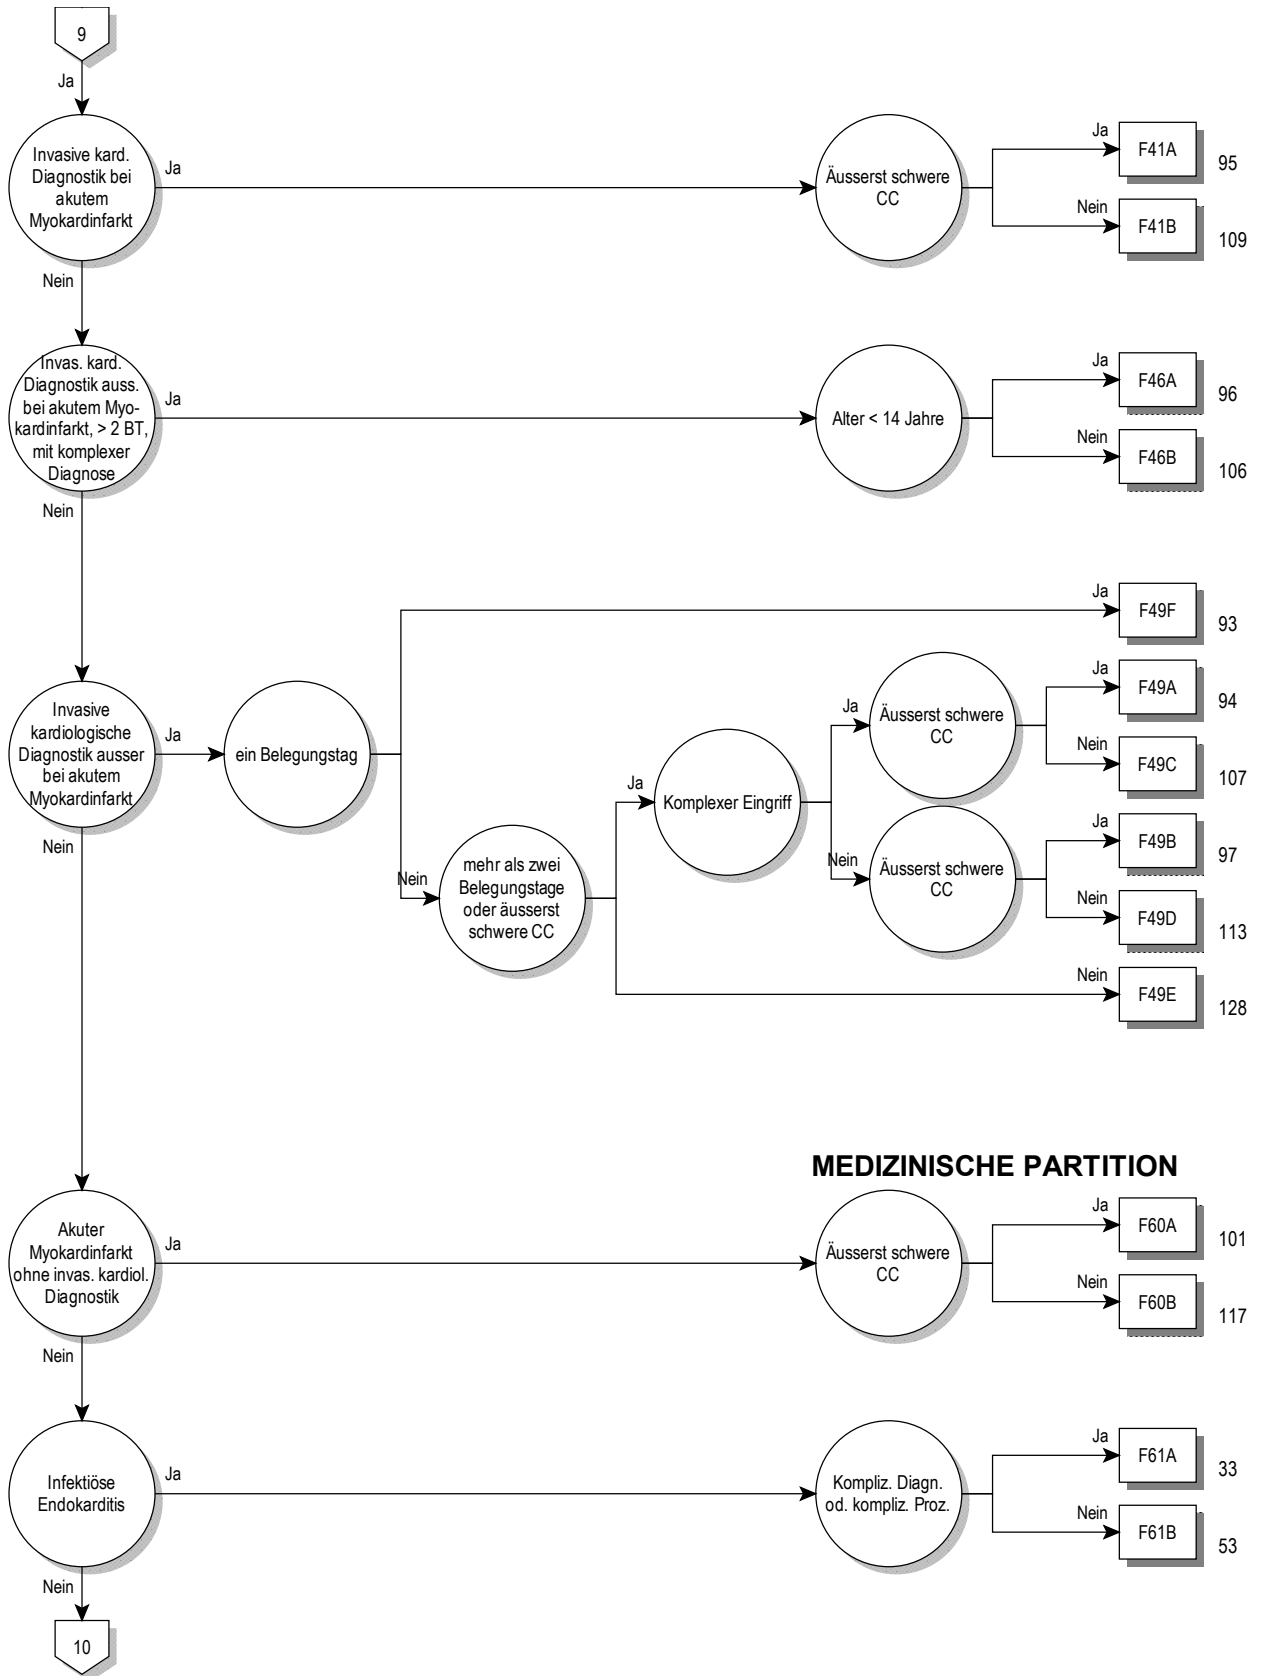 9
Ja
Invasive kard.
Diagnostik bei
akutem
Myokardinfarkt
Ja
Äusserst schwere
CC
Ja
F41A
95
Nein
F41B
109
Nein
Invas. kard.
Diagnostik auss.
bei akutem Myo-
kardinfarkt, > 2 BT,
mit komplexer
Diagnose
Ja
Alter < 14 Jahre
Ja
F46A
96
Nein
F46B
106
Nein
Invasive
kardiologische
Diagnostik ausser
bei akutem
Myokardinfarkt
Ja
ein Belegungstag
Ja
F49F
93
Nein
mehr als zwei
Belegungstage
oder äusserst
schwere CC
Ja
Komplexer Eingriff
Ja
Äusserst schwere
CC
Ja
F49A
94
Nein
F49C
107
Nein
Äusserst schwere
CC
Ja
F49B
97
Nein
F49D
113
Nein
F49E
128
Nein
MEDIZINISCHE PARTITION
Akuter
Myokardinfarkt
ohne invas. kardiol.
Diagnostik
Ja
Äusserst schwere
CC
Ja
F60A
101
Nein
F60B
117
Nein
Infektiöse
Endokarditis
Ja
Kompliz. Diagn.
od. kompliz. Proz.
Ja
F61A
33
Nein
F61B
53
Nein
10